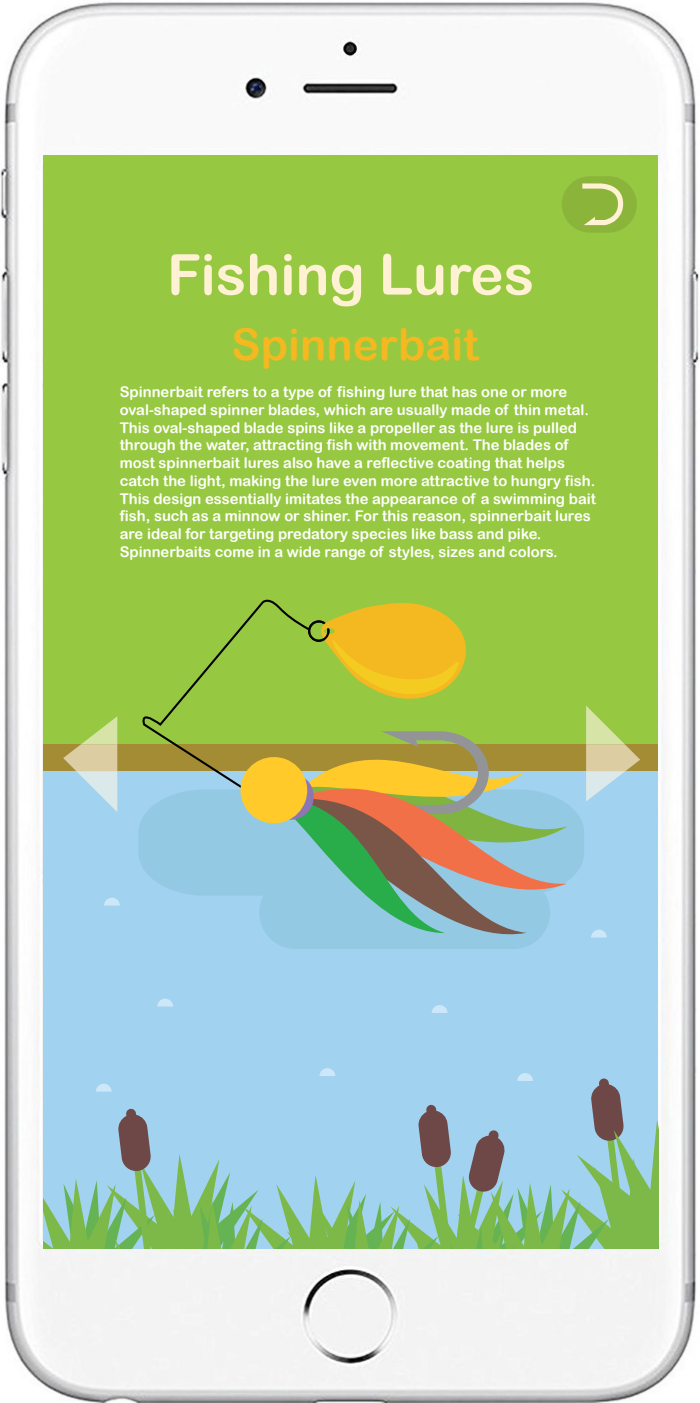 Fishing Lures
Spinnerbait
Spinnerbait refers to a type of fishing lure that has one or more
oval-shaped spinner blades, which are usually made of thin metal.
This oval-shaped blade spins like a propeller as the lure is pulled
through the water, attracting fish with movement. The blades of
most spinnerbait lures also have a reflective coating that helps
catch the light, making the lure even more attractive to hungry fish.
This design essentially imitates the appearance of a swimming bait
fish, such as a minnow or shiner. For this reason, spinnerbait lures
are ideal for targeting predatory species like bass and pike.
Spinnerbaits come in a wide range of styles, sizes and colors.